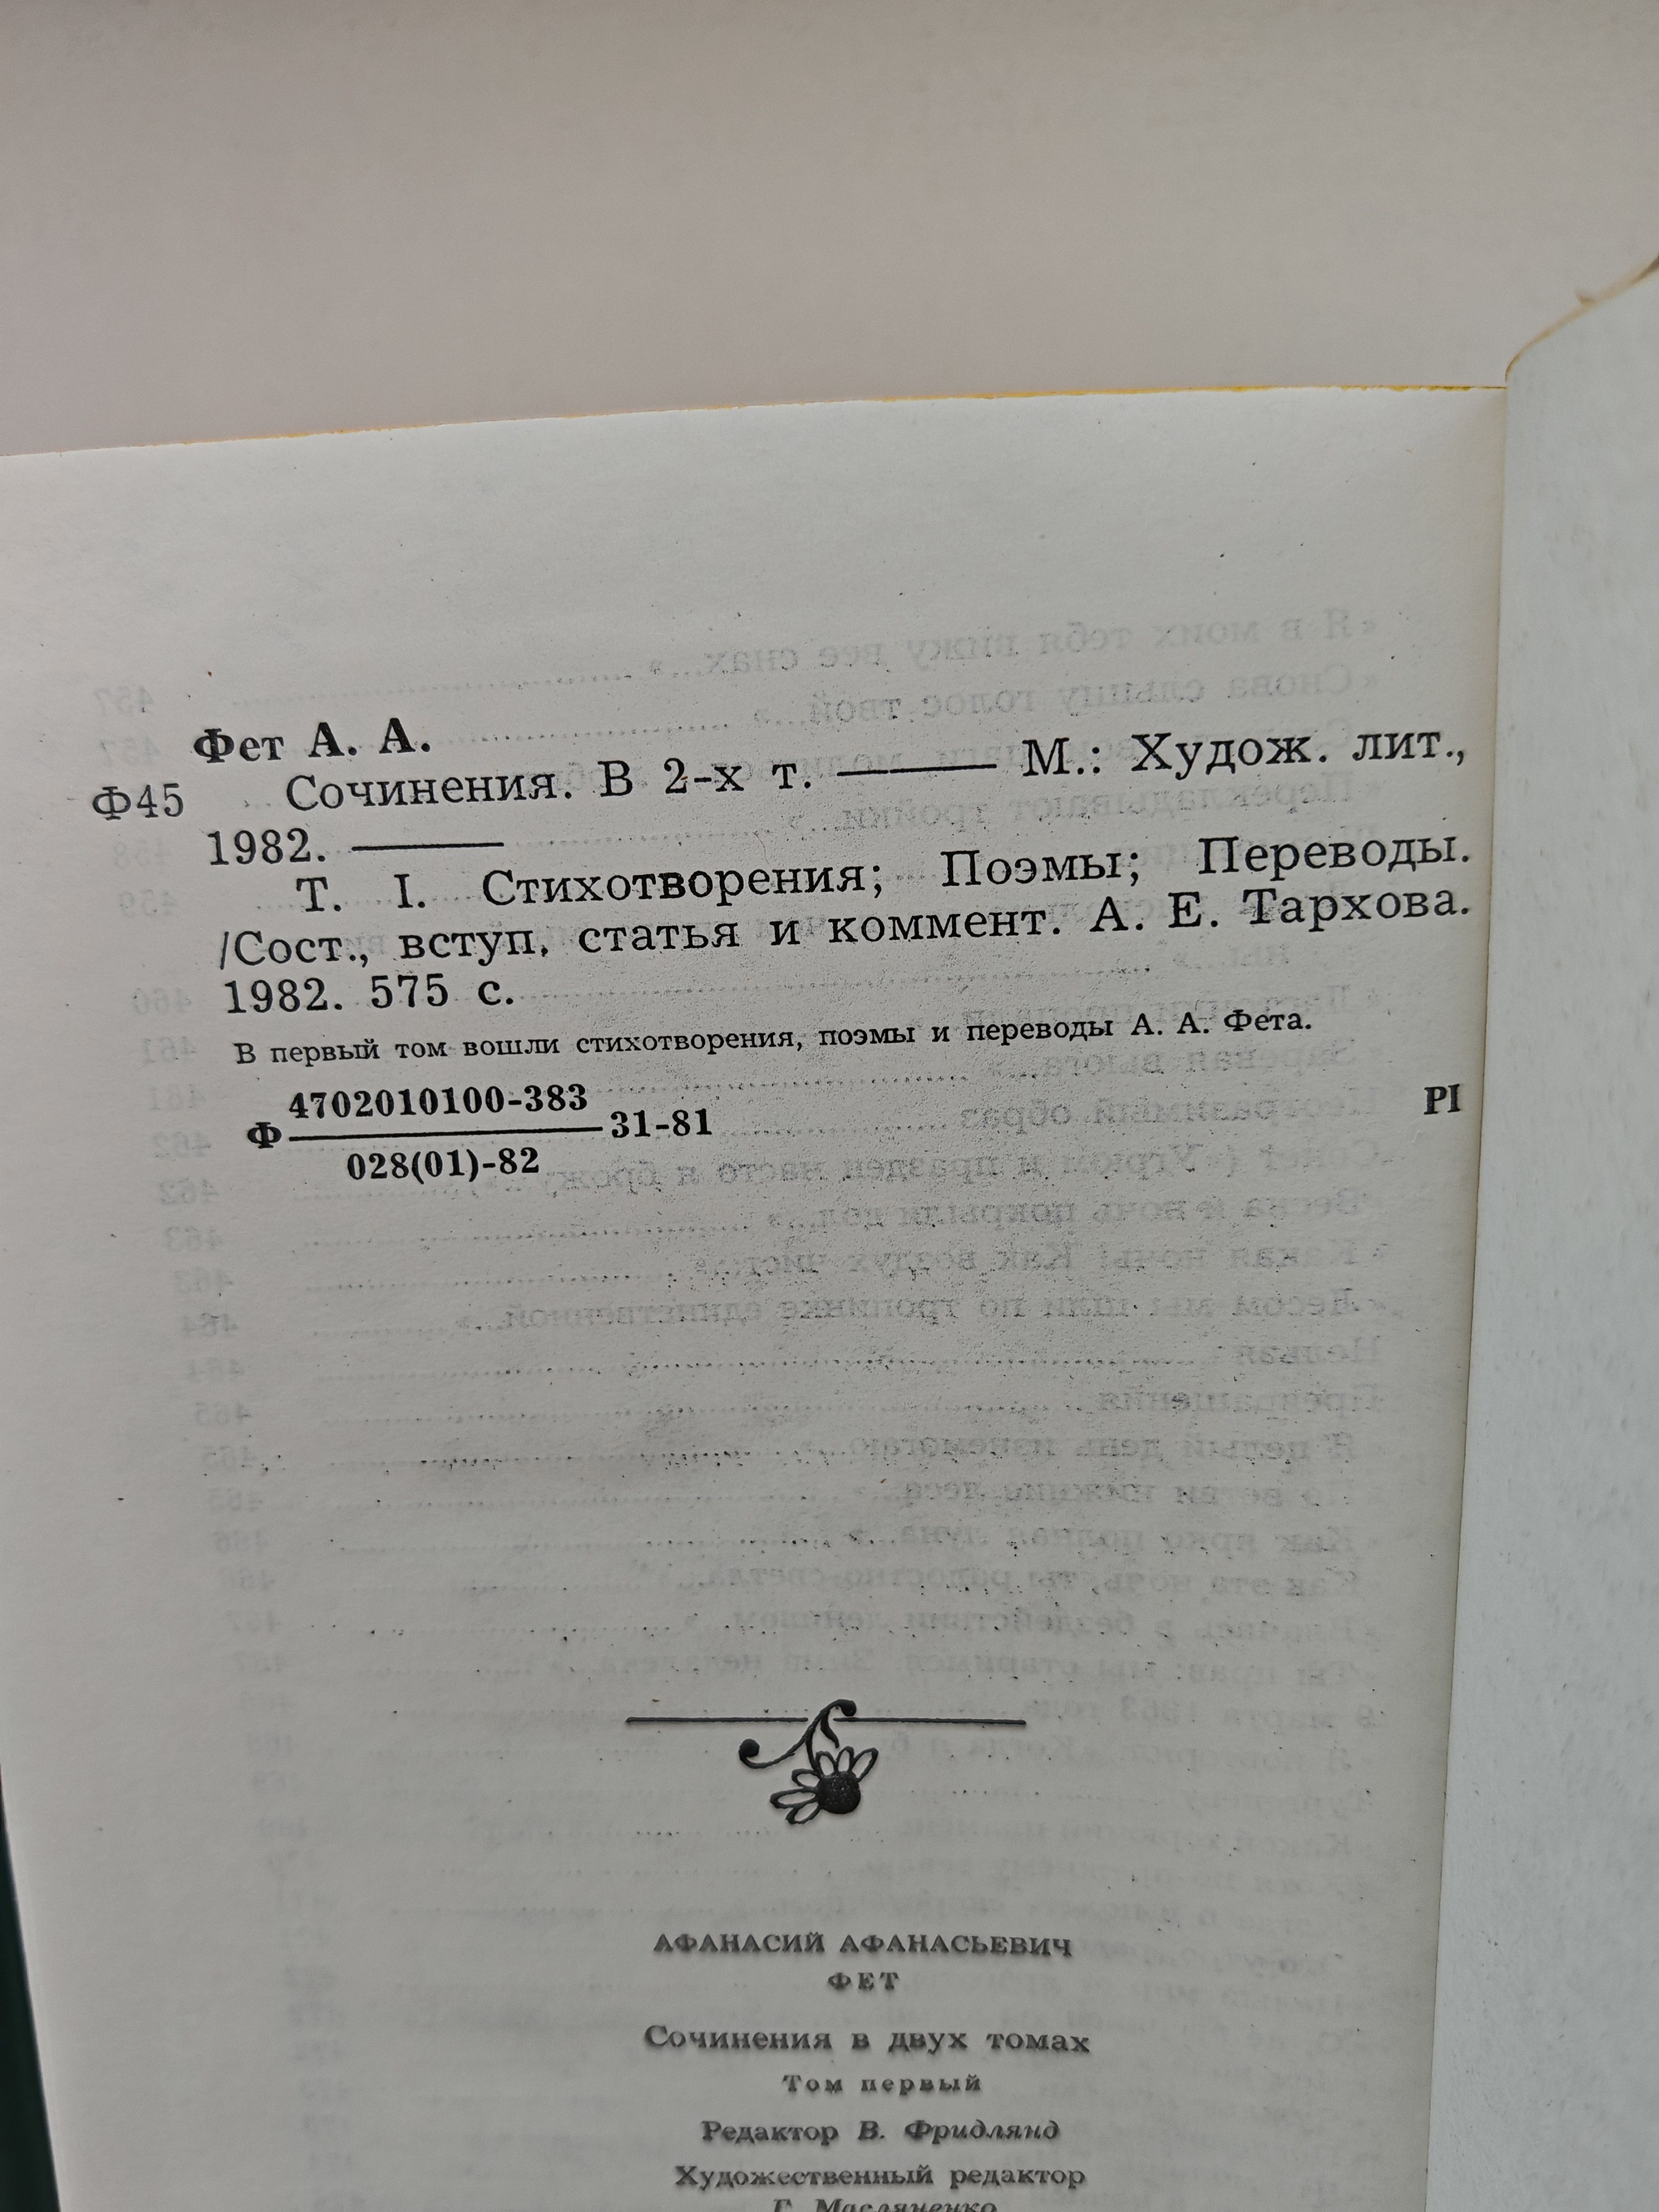 Фет А. А.
Ф45 Сочинения. В 2-х т. ——— М.: Худож. лит.,
1982. ———
Т. I. Стихотворения; Поэмы; Переводы.
/Сост., вступ. статья и коммент. А. Е. Тархова.
1982. 575 с.
В первый том вошли стихотворения, поэмы и переводы А. А. Фета.
4702010100-383
Ф ——— 31-81 РІ
028(01)-82
АФАНАСИЙ АФАНАСЬЕВИЧ
ФЕТ
Сочинения в двух томах
Том первый
Редактор В. Фридлянд
Художественный редактор
Г. Масляненко